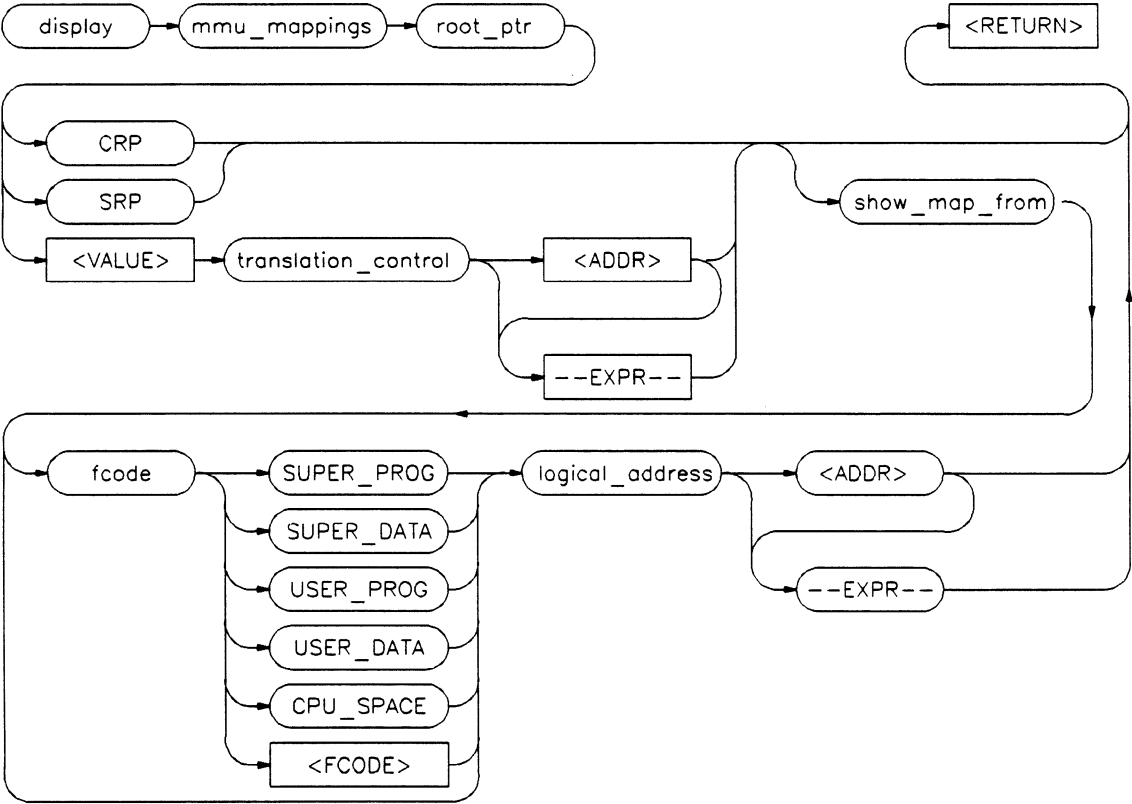 display
mmu_mappings
root_ptr
<RETURN>
CRP
SRP
show_map_from
<VALUE>
translation_control
<ADDR>
--EXPR--
fcode
SUPER_PROG
logical_address
<ADDR>
SUPER_DATA
USER_PROG
--EXPR--
USER_DATA
CPU_SPACE
<FCODE>